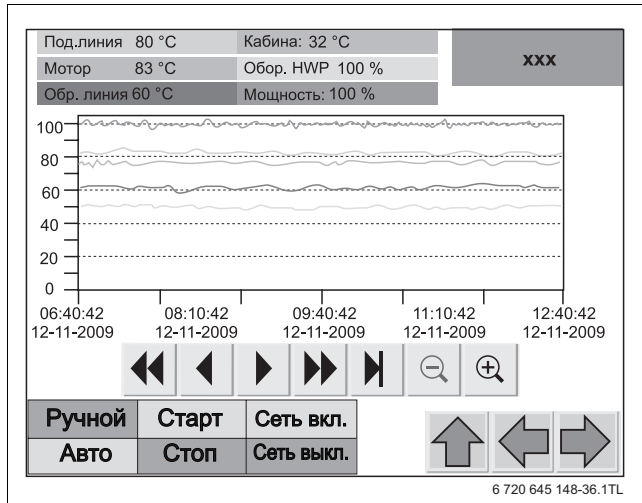 Под.линия 80 °C Кабина: 32 °C
xxx
Мотор 83 °C Обор. HWP 100 %
Обр. линия 60 °C Мощность: 100 %
100
80
60
40
20
0
06:40:42 08:10:42 09:40:42 11:10:42 12:40:42
12-11-2009 12-11-2009 12-11-2009 12-11-2009 12-11-2009
Ручной Старт Сеть вкл.
Авто Стоп Сеть выкл.
6 720 645 148-36.1TL